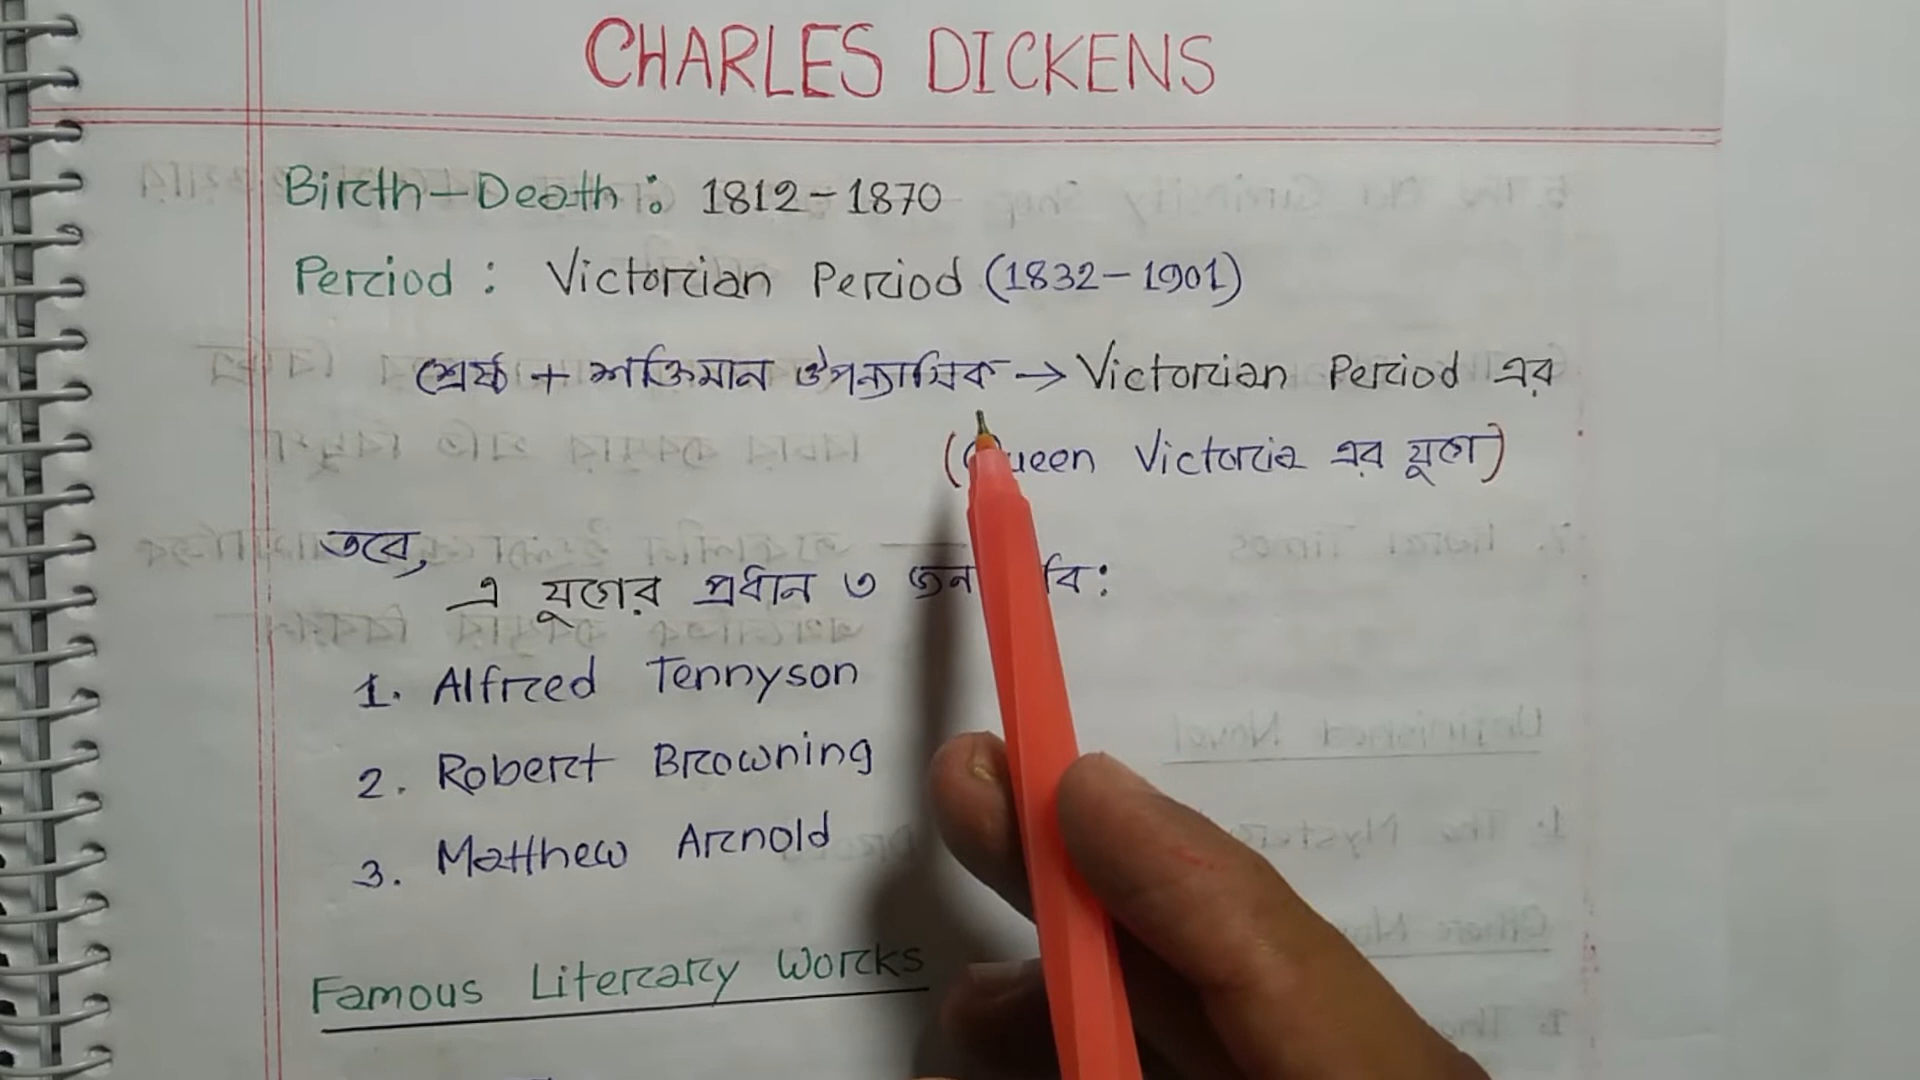 CHARLES DICKENS
Birth-Death: 1812-1870
Period: Victorian Period (1832-1901)
শ্রেষ্ঠ + শক্তিমান ঔপন্যাসিক → Victorian Period এর
(Queen Victoria এর যুগে)
তবে,
এ যুগের প্রধান ৩ জন
1. Alfred Tennyson
2. Robert Browning
3. Matthew Arnold
Famous Literary Works